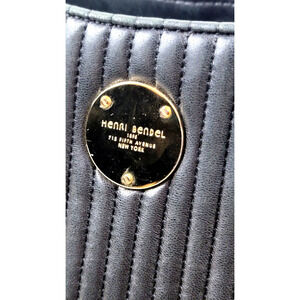 HENRI BENDEL
1895
712 FIFTH AVENUE
NEW YORK